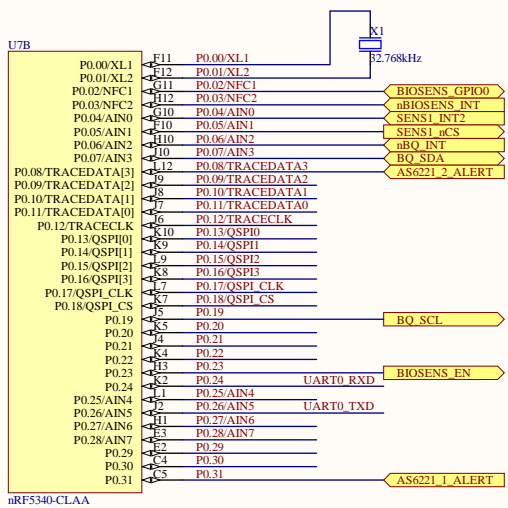 X1
32.768kHz
U7B
P0.00/XL1 F11 P0.00/XL1
P0.01/XL2 F12 P0.01/XL2
P0.02/NFC1 G11 P0.02/NFC1 BIOSENS_GPIO0
P0.03/NFC2 H12 P0.03/NFC2 nBIOSENS_INT
P0.04/AIN0 G10 P0.04/AIN0 SENS1_INT2
P0.05/AIN1 F10 P0.05/AIN1 SENS1_nCS
P0.06/AIN2 H10 P0.06/AIN2 nBQ_INT
P0.07/AIN3 J10 P0.07/AIN3 BQ_SDA
P0.08/TRACEDATA[3] L12 P0.08/TRACEDATA3 AS6221_2_ALERT
P0.09/TRACEDATA[2] J9 P0.09/TRACEDATA2
P0.10/TRACEDATA[1] J8 P0.10/TRACEDATA1
P0.11/TRACEDATA[0] J7 P0.11/TRACEDATA0
P0.12/TRACECLK J6 P0.12/TRACECLK
P0.13/QSPI[0] K10 P0.13/QSPI0
P0.14/QSPI[1] K9 P0.14/QSPI1
P0.15/QSPI[2] L9 P0.15/QSPI2
P0.16/QSPI[3] K8 P0.16/QSPI3
P0.17/QSPI_CLK L7 P0.17/QSPI_CLK
P0.18/QSPI_CS K7 P0.18/QSPI_CS
P0.19 J5 P0.19 BQ_SCL
P0.20 K5 P0.20
P0.21 J4 P0.21
P0.22 K4 P0.22
P0.23 H3 P0.23 BIOSENS_EN
P0.24 K2 P0.24 UART0_RXD
P0.25/AIN4 L1 P0.25/AIN4
P0.26/AIN5 J2 P0.26/AIN5 UART0_TXD
P0.27/AIN6 H1 P0.27/AIN6
P0.28/AIN7 E3 P0.28/AIN7
P0.29 E2 P0.29
P0.30 C4 P0.30
P0.31 C5 P0.31 AS6221_1_ALERT
nRF5340-CLAA